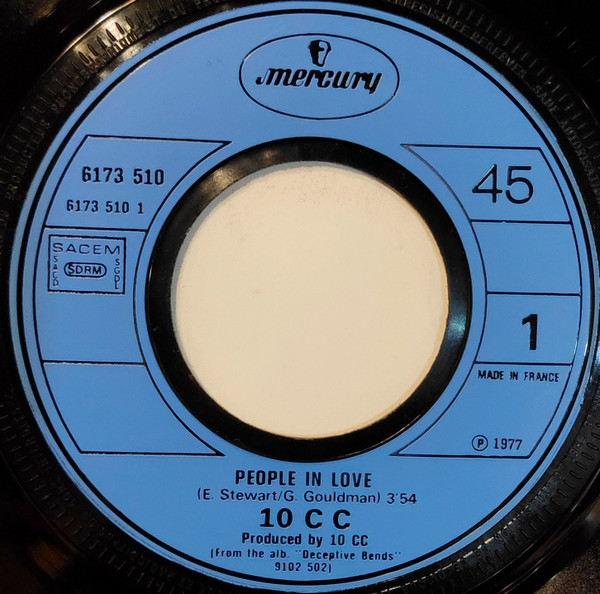 mercury
6173 510
6173 510 1
SACEM
SACD
SDRM
SGDL
45
1
MADE IN FRANCE
Ⓟ 1977
PEOPLE IN LOVE
(E. Stewart/G. Gouldman) 3'54
10 C C
Produced by 10 CC
(From the alb. "Deceptive Bends"
9102 502)